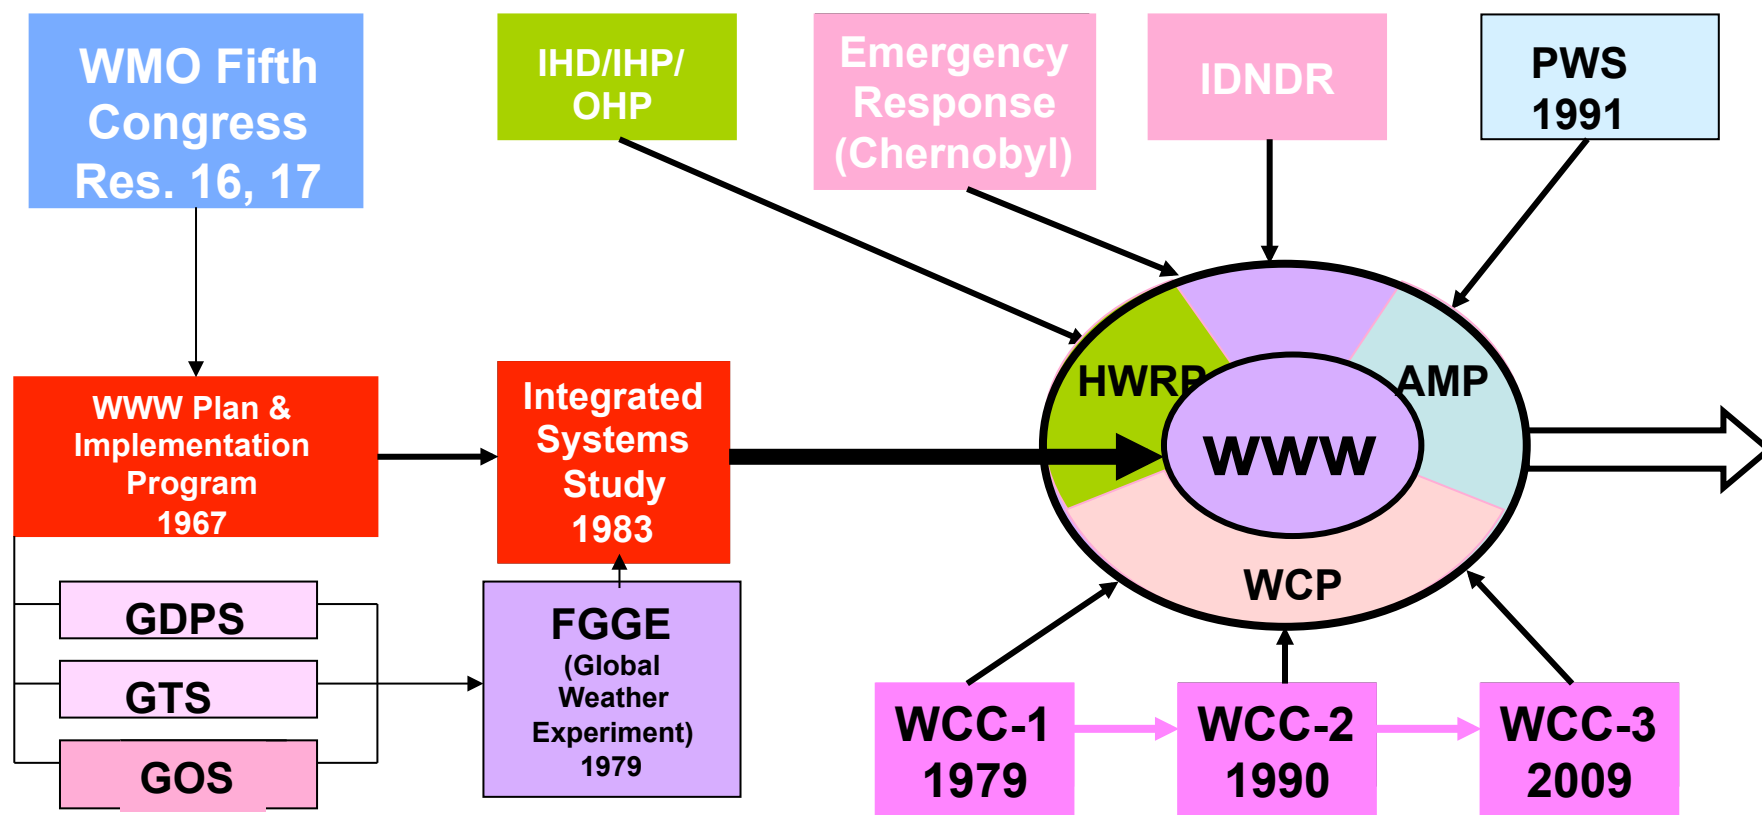 WMO Fifth
Congress
Res. 16, 17
IHD/IHP/
OHP
Emergency
Response
(Chernobyl)
IDNDR
PWS
1991
WWW Plan &
Implementation
Program
1967
Integrated
Systems
Study
1983
HWRP
AMP
WWW
WCP
GDPS
GTS
GOS
FGGE
(Global
Weather
Experiment)
1979
WCC-1
1979
WCC-2
1990
WCC-3
2009